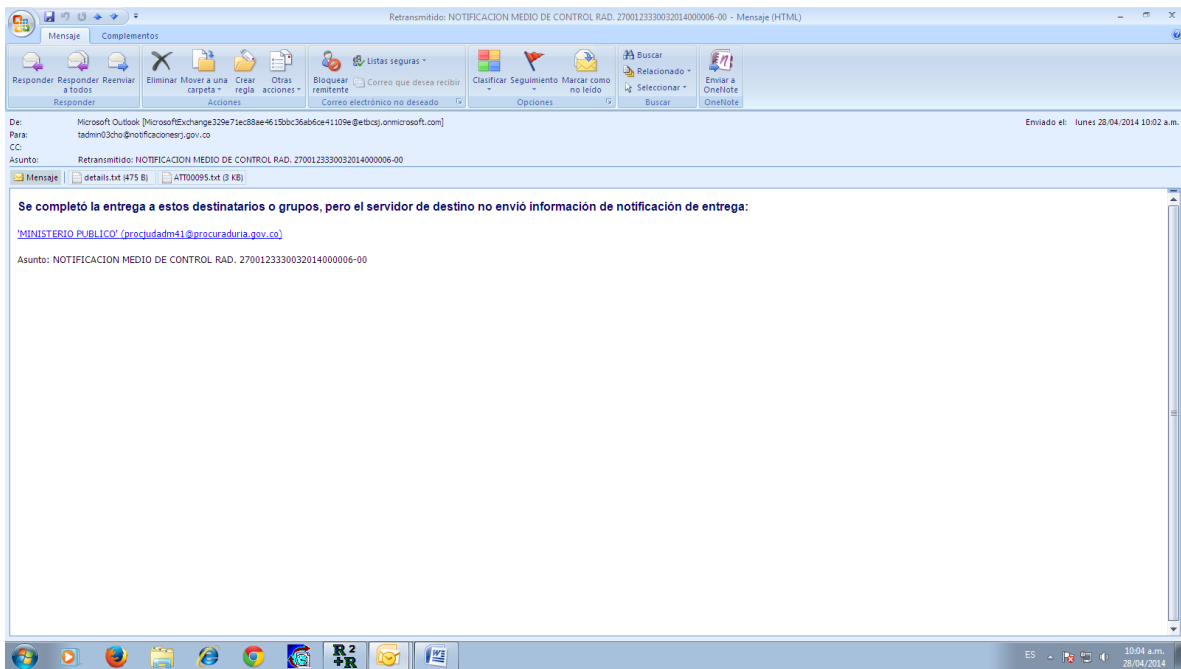 Retransmitido: NOTIFICACION MEDIO DE CONTROL RAD. 27001233300320140​00006-00 - Mensaje (HTML)
Mensaje Complementos
Responder Responder a todos Reenviar Eliminar Mover a una carpeta Crear regla Otras acciones Bloquear remitente Listas seguras Correo que desea recibir Clasificar Seguimiento Marcar como no leído Buscar Relacionado Seleccionar Enviar a OneNote
Responder Acciones Correo electrónico no deseado Opciones Buscar OneNote
De: Microsoft Outlook [MicrosoftExchange329e71ec88ae4615bbc36ab6ce41109e@etbcsj.onmicrosoft.com] Enviado el: lunes 28/04/2014 10:02 a.m.
Para: tadmin03cho@notificacionesrj.gov.co
CC:
Asunto: Retransmitido: NOTIFICACION MEDIO DE CONTROL RAD. 2700123330032014000006-00
Mensaje details.txt (475 B) ATT00095.txt (3 KB)
Se completó la entrega a estos destinatarios o grupos, pero el servidor de destino no envió información de notificación de entrega:
'MINISTERIO PUBLICO' (procjudadm41@procuraduria.gov.co)
Asunto: NOTIFICACION MEDIO DE CONTROL RAD. 2700123330032014000006-00
ES 10:04 a.m.
28/04/2014